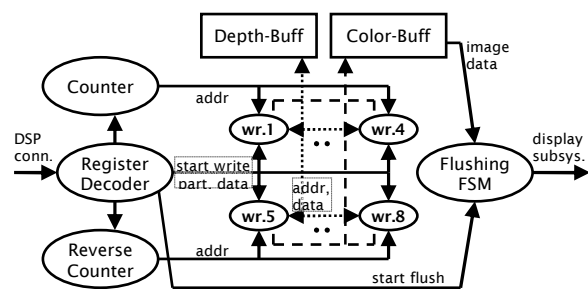 Depth-Buff
Color-Buff
image
data
Counter
addr
DSP
conn.
wr.1
wr.4
display
subsys.
Register
Decoder
start write
part. data
Flushing
FSM
addr,
data
wr.5
wr.8
Reverse
Counter
addr
start flush